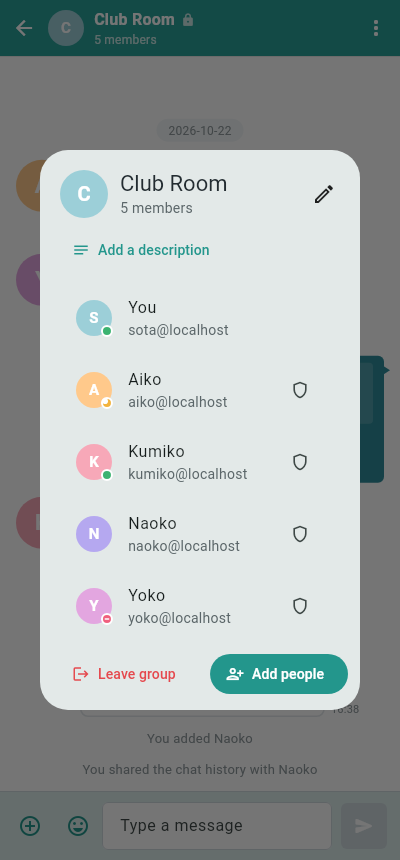 C
Club Room
5 members
2026-10-22
C
Club Room
5 members
Add a description
S
You
sota@localhost
A
Aiko
aiko@localhost
K
Kumiko
kumiko@localhost
N
Naoko
naoko@localhost
Y
Yoko
yoko@localhost
Leave group
Add people
You added Naoko
You shared the chat history with Naoko
Type a message